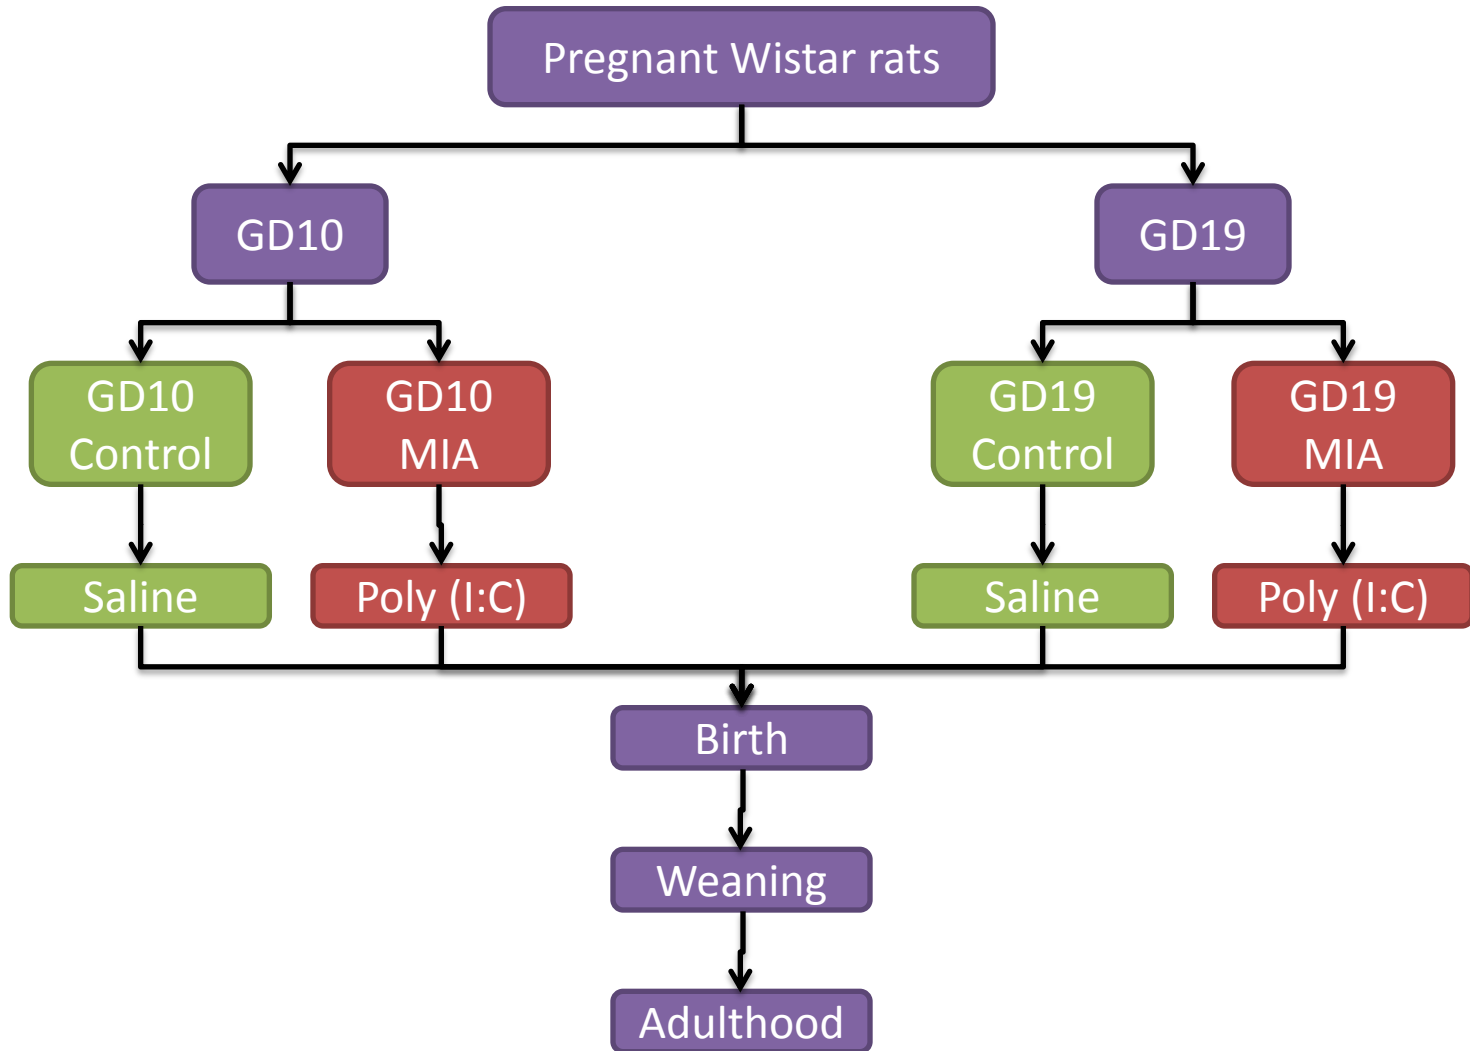 Pregnant Wistar rats
GD10
GD19
GD10
Control
GD10
MIA
GD19
Control
GD19
MIA
Saline
Poly (I:C)
Saline
Poly (I:C)
Birth
Weaning
Adulthood